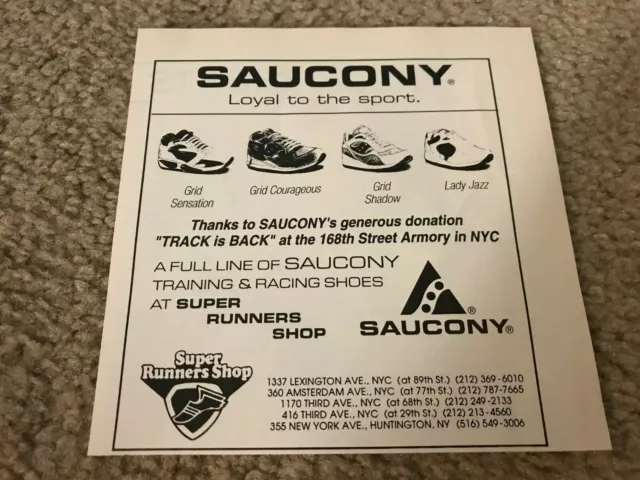 SAUCONY®
Loyal to the sport.
Grid Sensation
Grid Courageous
Grid Shadow
Lady Jazz
Thanks to SAUCONY's generous donation
"TRACK is BACK" at the 168th Street Armory in NYC
A FULL LINE OF SAUCONY
TRAINING & RACING SHOES
AT SUPER
RUNNERS
SHOP
®
SAUCONY®
Super
Runners Shop
1337 LEXINGTON AVE., NYC (at 89th St.) (212) 369-6010
360 AMSTERDAM AVE., NYC (at 77th St.) (212) 787-7665
1170 THIRD AVE., NYC (at 68th St.) (212) 249-2133
416 THIRD AVE., NYC (at 29th St.) (212) 213-4560
355 NEW YORK AVE., HUNTINGTON, NY (516) 549-3006